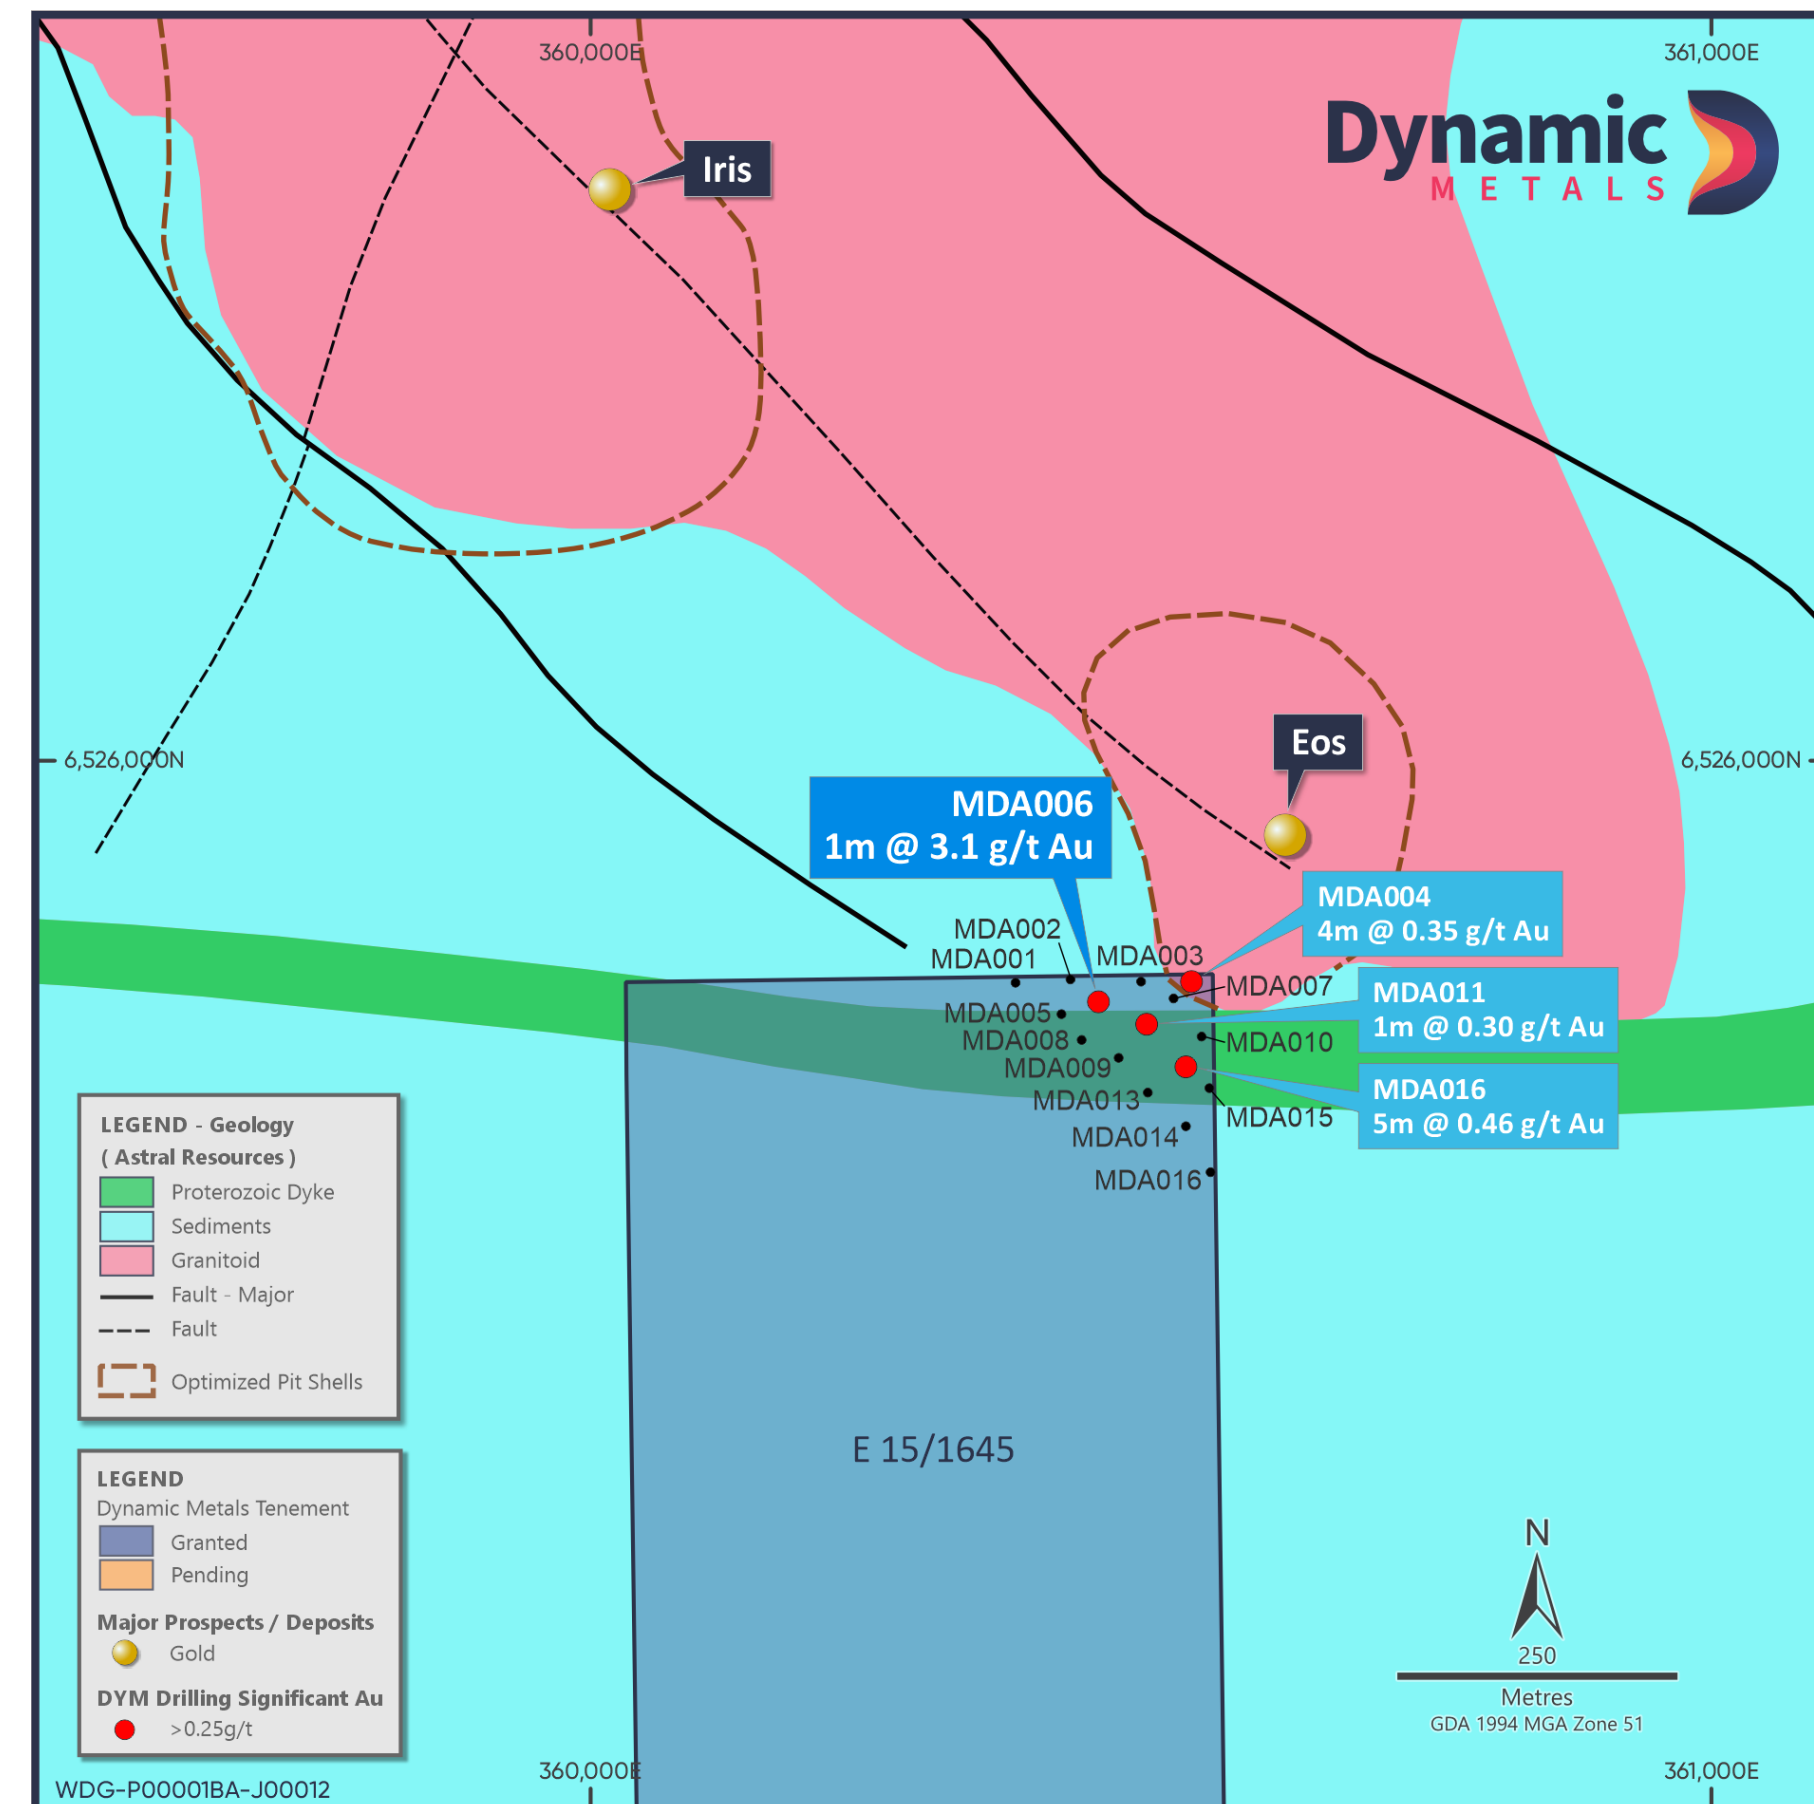 360,000E
361,000E
Dynamic
METALS
Iris
Eos
6,526,000N
6,526,000N
MDA006
1m @ 3.1 g/t Au
MDA004
4m @ 0.35 g/t Au
MDA002
MDA001
MDA003
MDA007
MDA011
1m @ 0.30 g/t Au
MDA005
MDA008
MDA010
MDA009
MDA016
5m @ 0.46 g/t Au
MDA013
MDA015
MDA014
MDA016
LEGEND - Geology
( Astral Resources )
Proterozoic Dyke
Sediments
Granitoid
Fault - Major
Fault
Optimized Pit Shells
E 15/1645
LEGEND
Dynamic Metals Tenement
Granted
Pending
Major Prospects / Deposits
Gold
DYM Drilling Significant Au
>0.25g/t
N
250
Metres
GDA 1994 MGA Zone 51
360,000E
361,000E
WDG-P00001BA-J00012